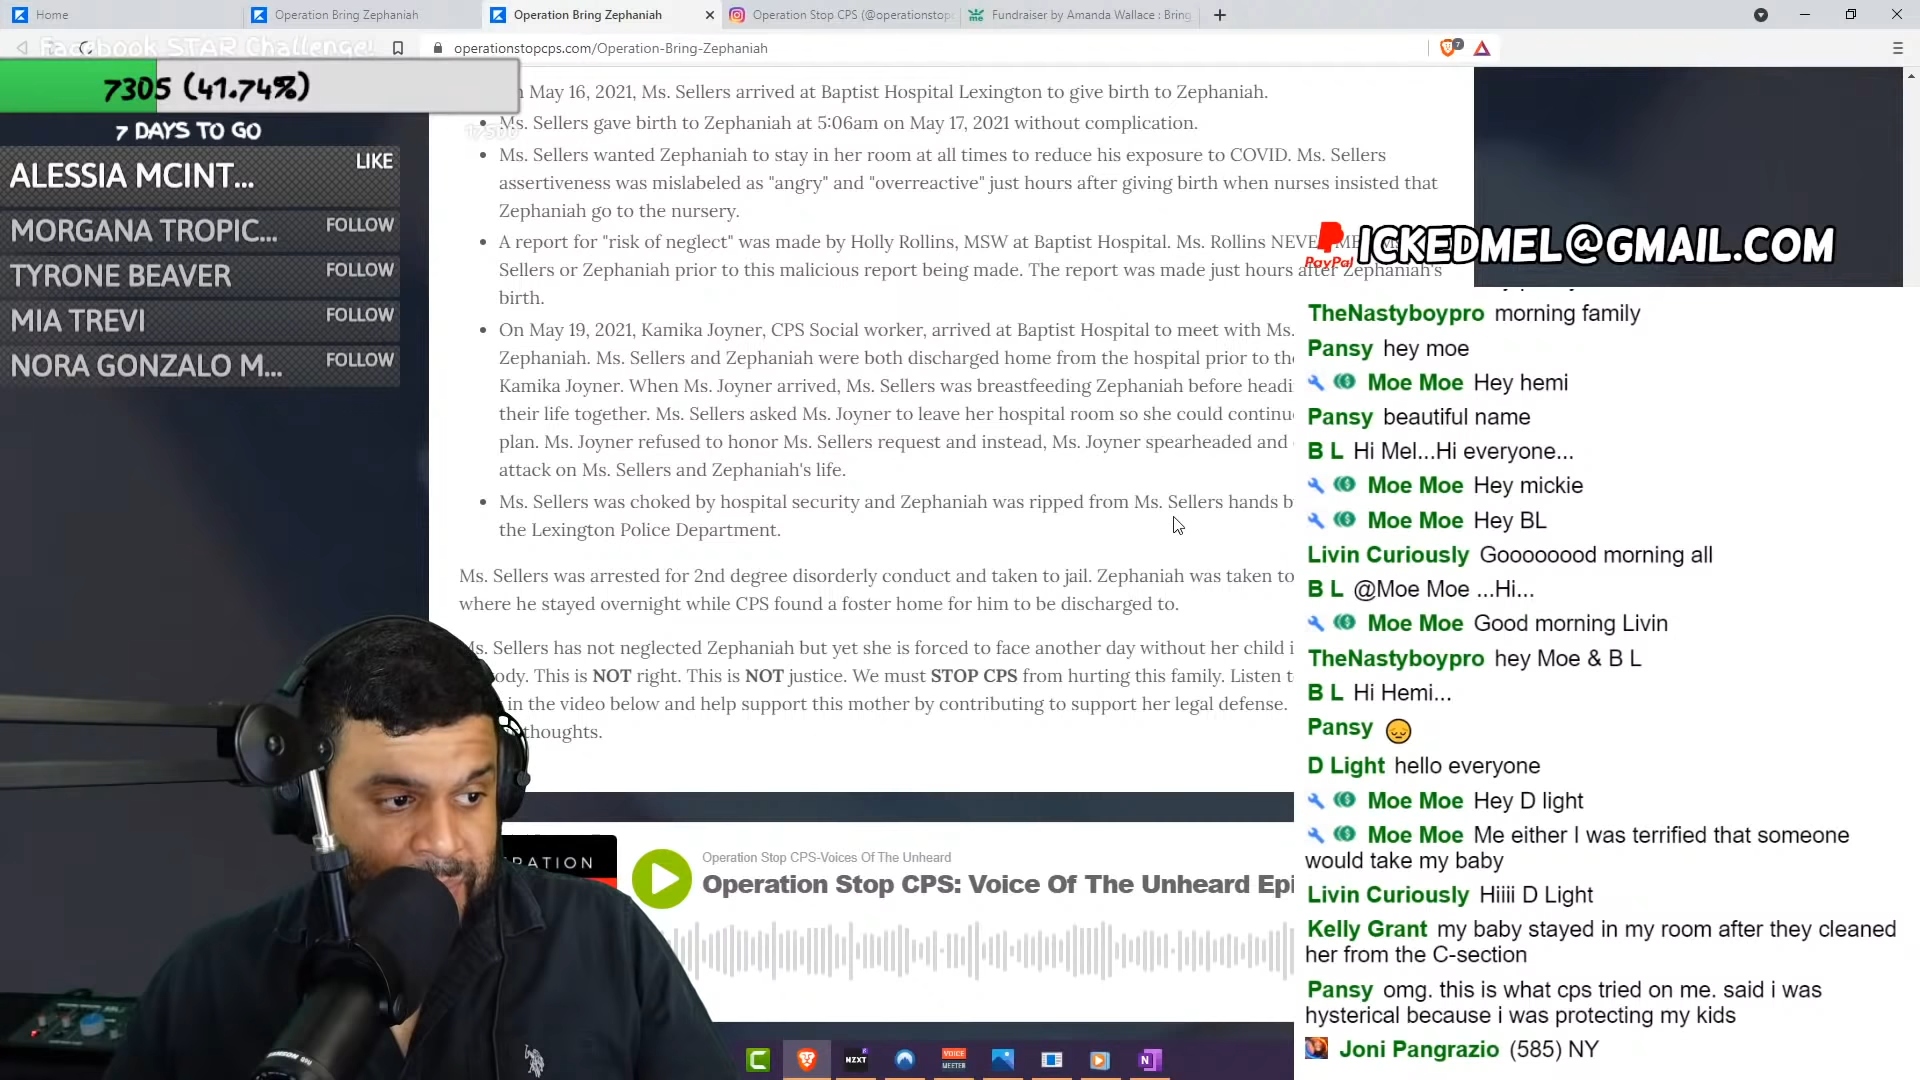 Home
Operation Bring Zephaniah
Operation Bring Zephaniah
Operation Stop CPS (@operationstopc
Fundraiser by Amanda Wallace : Bring
Facebook STAR Challenge!
operationstopcps.com/Operation-Bring-Zephaniah
7
7305 (41.74%)
17500
7 DAYS TO GO
ALESSIA MCINT... LIKE
MORGANA TROPIC... FOLLOW
TYRONE BEAVER FOLLOW
MIA TREVI FOLLOW
NORA GONZALO M... FOLLOW
May 16, 2021, Ms. Sellers arrived at Baptist Hospital Lexington to give birth to Zephaniah.
Ms. Sellers gave birth to Zephaniah at 5:06am on May 17, 2021 without complication.
Ms. Sellers wanted Zephaniah to stay in her room at all times to reduce his exposure to COVID. Ms. Sellers
assertiveness was mislabeled as "angry" and "overreactive" just hours after giving birth when nurses insisted that
Zephaniah go to the nursery.
A report for "risk of neglect" was made by Holly Rollins, MSW at Baptist Hospital. Ms. Rollins NEVER
Sellers or Zephaniah prior to this malicious report being made. The report was made just hours after Zephaniah's
birth.
On May 19, 2021, Kamika Joyner, CPS Social worker, arrived at Baptist Hospital to meet with Ms.
Zephaniah. Ms. Sellers and Zephaniah were both discharged home from the hospital prior to
Kamika Joyner. When Ms. Joyner arrived, Ms. Sellers was breastfeeding Zephaniah before
their life together. Ms. Sellers asked Ms. Joyner to leave her hospital room so she could
plan. Ms. Joyner refused to honor Ms. Sellers request and instead, Ms. Joyner spearheaded and
attack on Ms. Sellers and Zephaniah's life.
Ms. Sellers was choked by hospital security and Zephaniah was ripped from Ms. Sellers hands
the Lexington Police Department.
Ms. Sellers was arrested for 2nd degree disorderly conduct and taken to jail. Zephaniah was taken to
where he stayed overnight while CPS found a foster home for him to be discharged to.
Ms. Sellers has not neglected Zephaniah but yet she is forced to face another day without her child
This is NOT right. This is NOT justice. We must STOP CPS from hurting this family. Listen
in the video below and help support this mother by contributing to support her legal defense.
thoughts.
Operation Stop CPS-Voices Of The Unheard
Operation Stop CPS: Voice Of The Unheard Epi
PayPal
ICKEDMEL@GMAIL.COM
TheNastyboypro morning family
Pansy hey moe
Moe Moe Hey hemi
Pansy beautiful name
B L Hi Mel...Hi everyone...
Moe Moe Hey mickie
Moe Moe Hey BL
Livin Curiously Gooooooood morning all
B L @Moe Moe ...Hi...
Moe Moe Good morning Livin
TheNastyboypro hey Moe & B L
B L Hi Hemi...
Pansy 😔
D Light hello everyone
Moe Moe Hey D light
Moe Moe Me either I was terrified that someone
would take my baby
Livin Curiously Hiiii D Light
Kelly Grant my baby stayed in my room after they cleaned
her from the C-section
Pansy omg. this is what cps tried on me. said i was
hysterical because i was protecting my kids
Joni Pangrazio (585) NY
NZXT
VOICE
MEETER